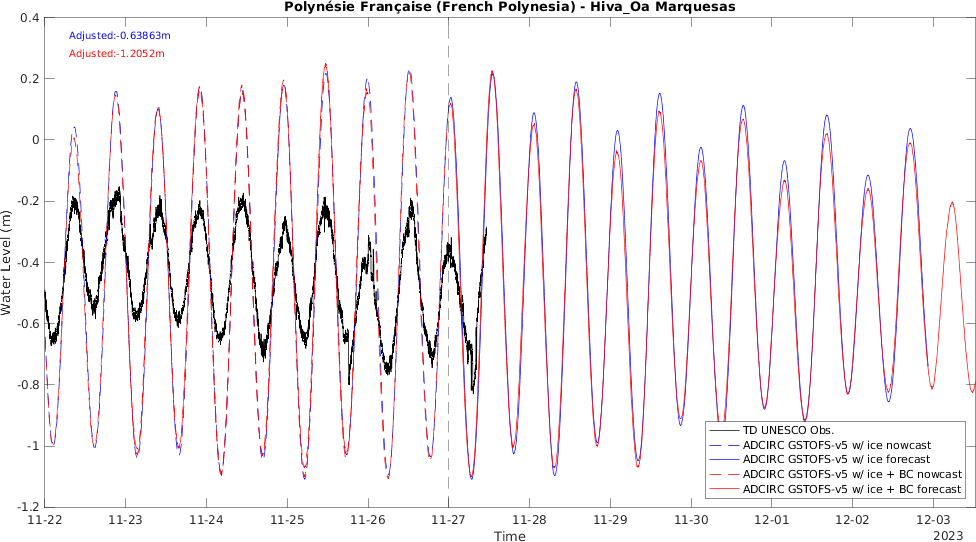 Polynésie Française (French Polynesia) - Hiva_Oa Marquesas
Adjusted:-0.63863m
Adjusted:-1.2052m
0.4
0.2
0
-0.2
-0.4
-0.6
-0.8
-1
-1.2
Water Level (m)
TD UNESCO Obs.
ADCIRC GSTOFS-v5 w/ ice nowcast
ADCIRC GSTOFS-v5 w/ ice forecast
ADCIRC GSTOFS-v5 w/ ice + BC nowcast
ADCIRC GSTOFS-v5 w/ ice + BC forecast
11-22 11-23 11-24 11-25 11-26 11-27 11-28 11-29 11-30 12-01 12-02 12-03
2023
Time